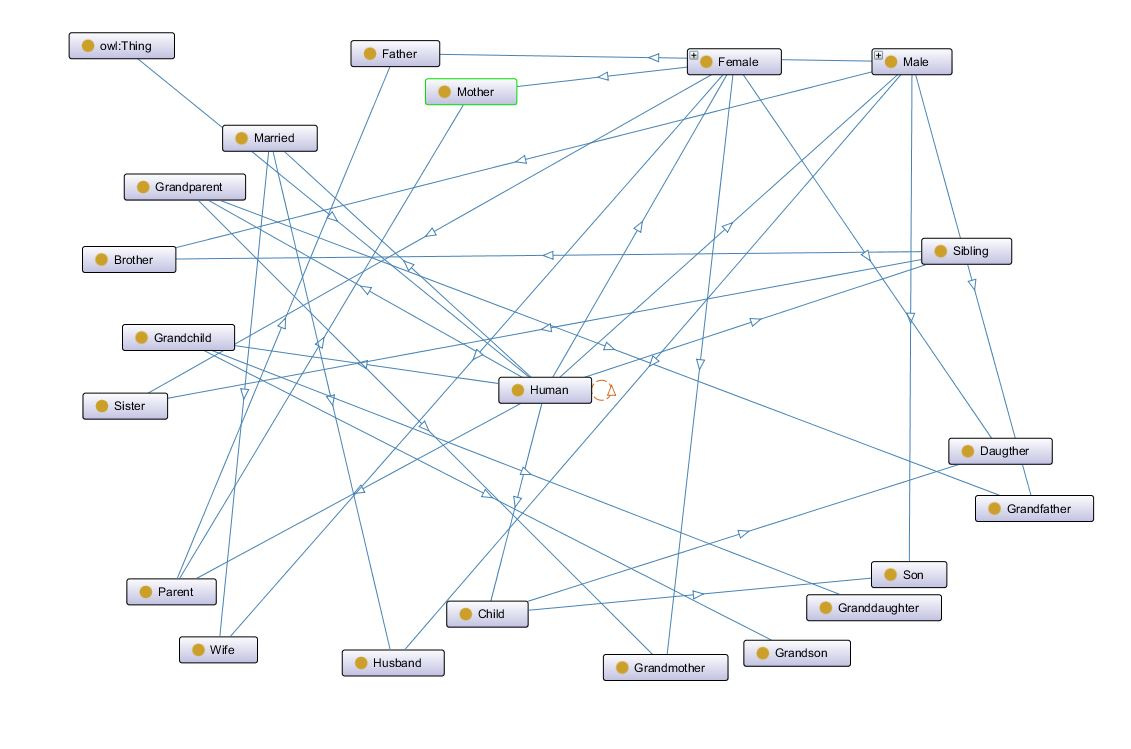 owl:Thing
Father
Female
Male
Mother
Married
Grandparent
Brother
Sibling
Grandchild
Human
Sister
Daugther
Grandfather
Son
Parent
Child
Granddaughter
Wife
Husband
Grandmother
Grandson